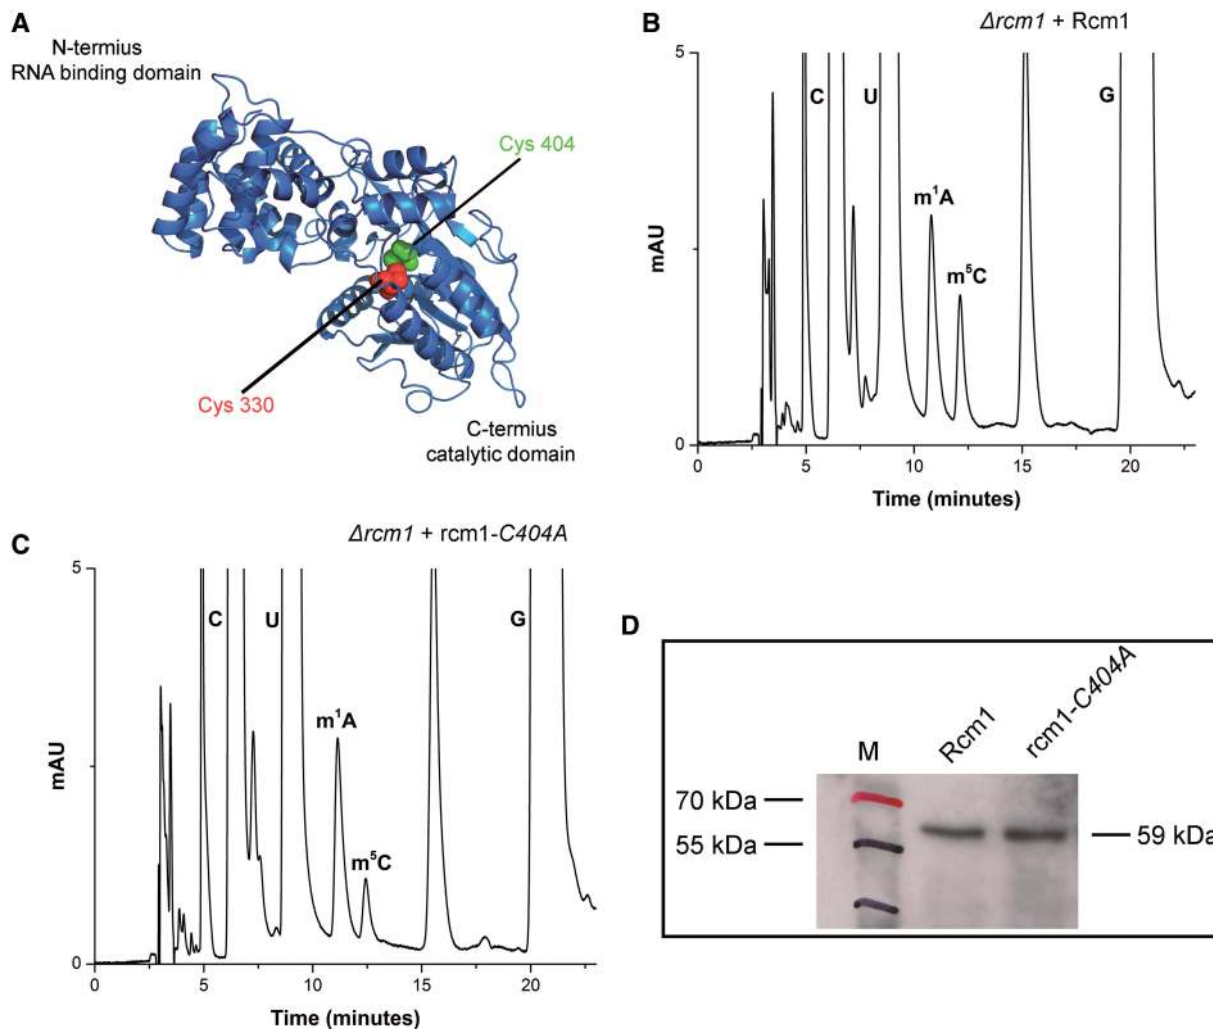 A
N-termius
RNA binding domain
Cys 404
Cys 330
C-termius
catalytic domain
B
Δrcm1 + Rcm1
5
C
U
G
m¹A
m⁵C
mAU
0
0 5 10 15 20
Time (minutes)
C
Δrcm1 + rcm1-C404A
5
C
U
G
m¹A
m⁵C
mAU
0
0 5 10 15 20
Time (minutes)
D
M
Rcm1
rcm1-C404A
70 kDa
55 kDa
59 kDa